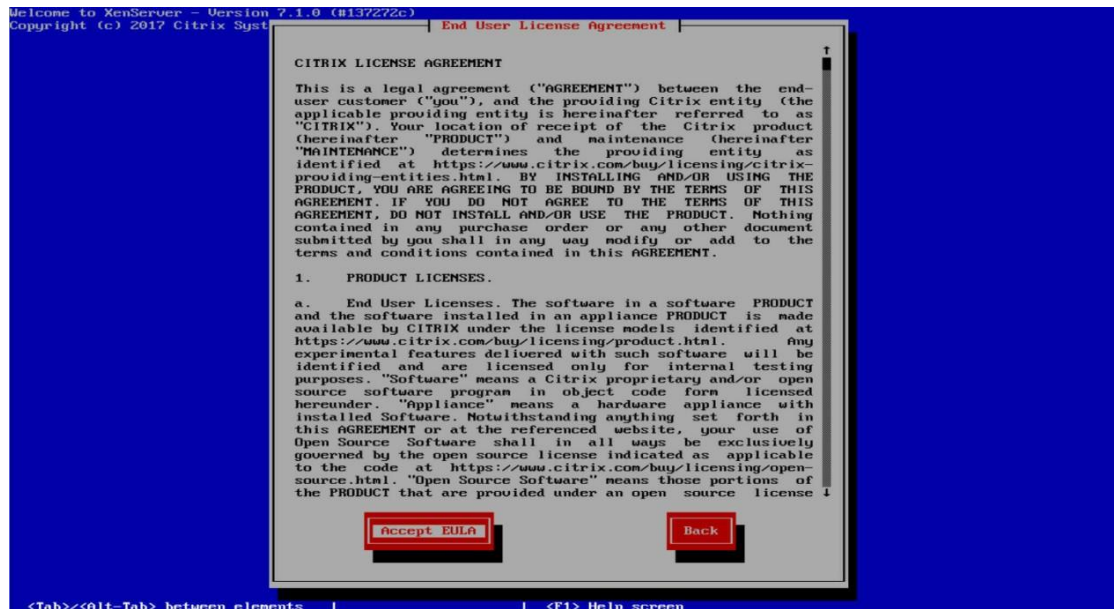 Welcome to XenServer - Version 7.1.0 (#137272c)
Copyright (c) 2017 Citrix Syst
End User License Agreement
CITRIX LICENSE AGREEMENT
This is a legal agreement ("AGREEMENT") between the end-
user customer ("you"), and the providing Citrix entity (the
applicable providing entity is hereinafter referred to as
"CITRIX"). Your location of receipt of the Citrix product
(hereinafter "PRODUCT") and maintenance (hereinafter
"MAINTENANCE") determines the providing entity as
identified at https://www.citrix.com/buy/licensing/citrix-
providing-entities.html. BY INSTALLING AND/OR USING THE
PRODUCT, YOU ARE AGREEING TO BE BOUND BY THE TERMS OF THIS
AGREEMENT. IF YOU DO NOT AGREE TO THE TERMS OF THIS
AGREEMENT, DO NOT INSTALL AND/OR USE THE PRODUCT. Nothing
contained in any purchase order or any other document
submitted by you shall in any way modify or add to the
terms and conditions contained in this AGREEMENT.
1. PRODUCT LICENSES.
a. End User Licenses. The software in a software PRODUCT
and the software installed in an appliance PRODUCT is made
available by CITRIX under the license models identified at
https://www.citrix.com/buy/licensing/product.html. Any
experimental features delivered with such software will be
identified and are licensed only for internal testing
purposes. "Software" means a Citrix proprietary and/or open
source software program in object code form licensed
hereunder. "Appliance" means a hardware appliance with
installed Software. Notwithstanding anything set forth in
this AGREEMENT or at the referenced website, your use of
Open Source Software shall in all ways be exclusively
governed by the open source license indicated as applicable
to the code at https://www.citrix.com/buy/licensing/open-
source.html. "Open Source Software" means those portions of
the PRODUCT that are provided under an open source license
Accept EULA
Back
<Tab>/<Alt-Tab> between elements | | <F1> Help screen